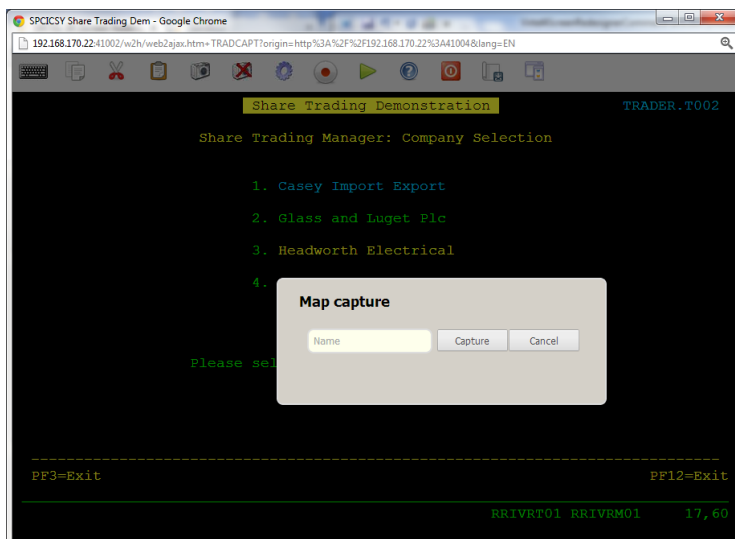 SPCICSY Share Trading Dem - Google Chrome
192.168.170.22:41002/w2h/web2ajax.htm+TRADCAPT?origin=http%3A%2F%2F192.168.170.22%3A41004&lang=EN
Share Trading Demonstration TRADER.T002
Share Trading Manager: Company Selection
1. Casey Import Export
2. Glass and Luget Plc
3. Headworth Electrical
4.
Map capture
Name Capture Cancel
Please sel
PF3=Exit PF12=Exit
RRIVRT01 RRIVRM01 17,60